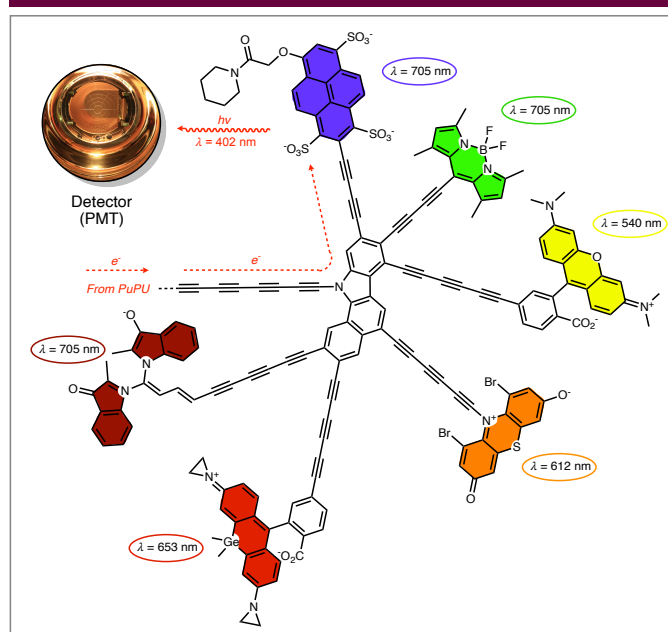 O
N
O
SO₃⁻
SO₃⁻
⁻O₃S
λ = 705 nm
λ = 705 nm
hν
λ = 402 nm
F
B
F
N
N
Detector
(PMT)
N
λ = 540 nm
O
e⁻
e⁻
From PuPU
N
CO₂⁻
N⁺
⁻O
λ = 705 nm
N
O
N
Br
O⁻
N⁺
Br
S
N⁺
λ = 612 nm
O
Ge
λ = 653 nm
⁻O₂C
N